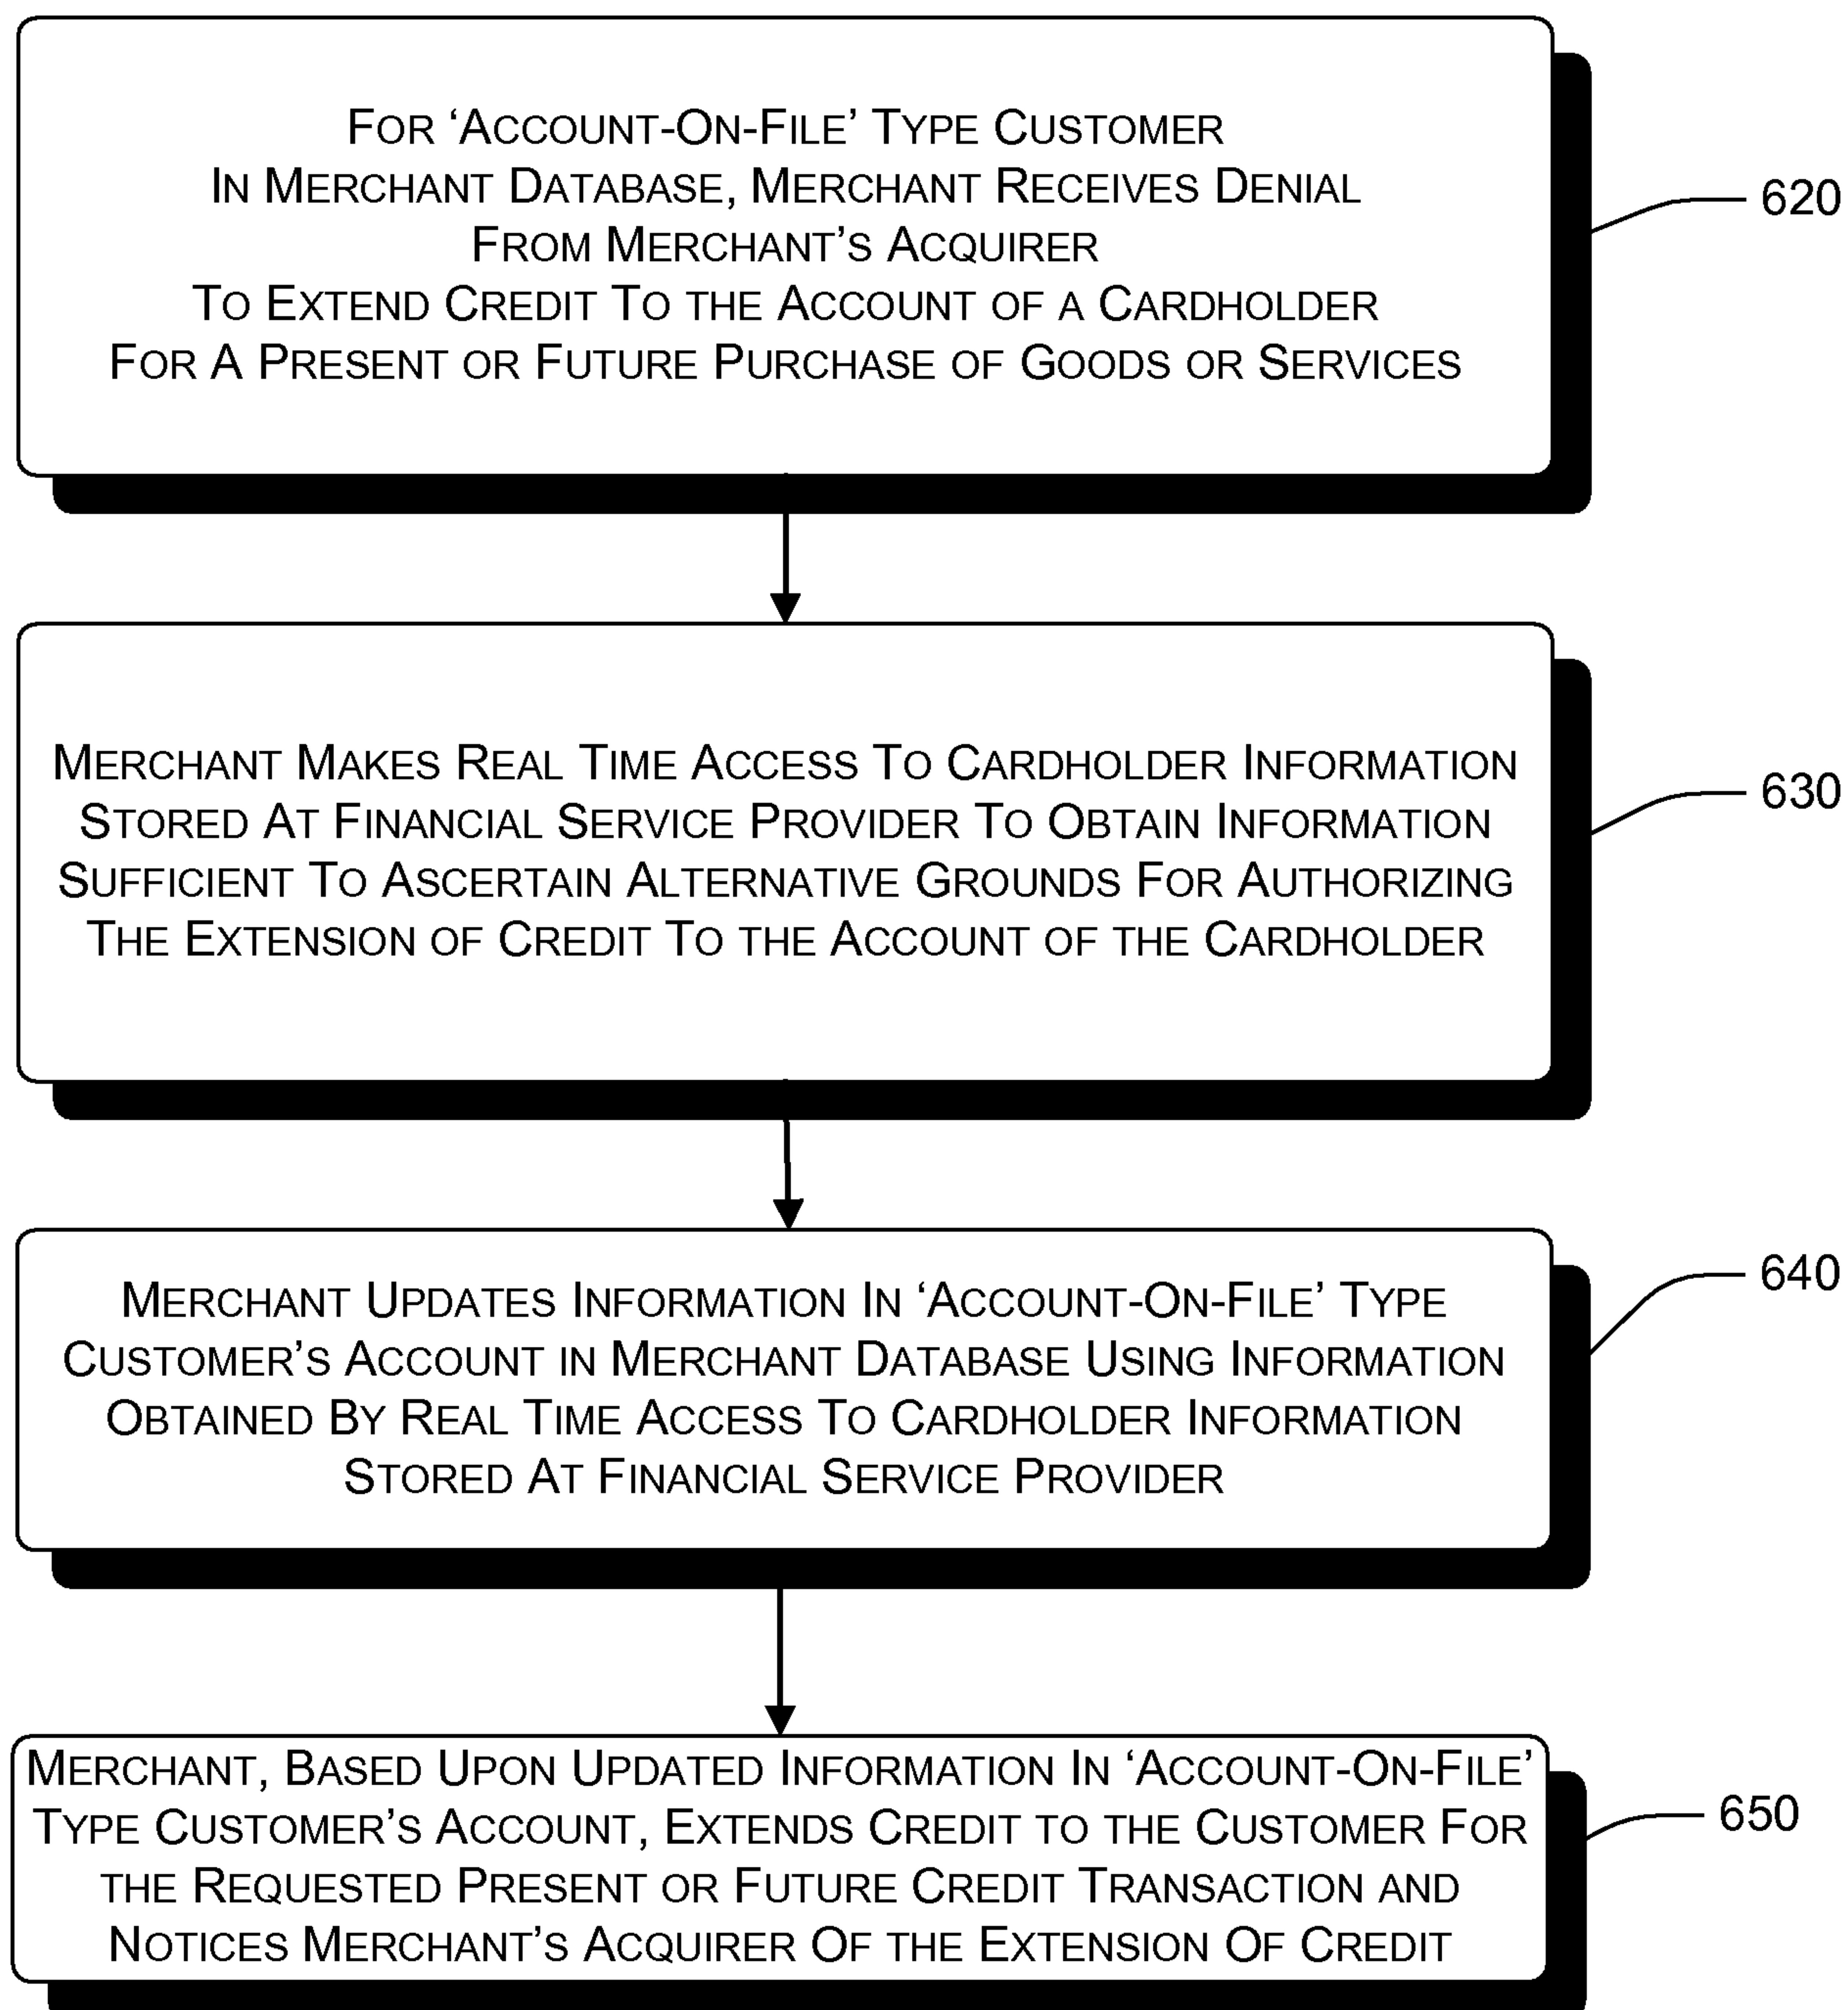 FOR ‘ACCOUNT-ON-FILE’ TYPE CUSTOMER
IN MERCHANT DATABASE, MERCHANT RECEIVES DENIAL
FROM MERCHANT’S ACQUIRER
TO EXTEND CREDIT TO THE ACCOUNT OF A CARDHOLDER
FOR A PRESENT OR FUTURE PURCHASE OF GOODS OR SERVICES
620
MERCHANT MAKES REAL TIME ACCESS TO CARDHOLDER INFORMATION
STORED AT FINANCIAL SERVICE PROVIDER TO OBTAIN INFORMATION
SUFFICIENT TO ASCERTAIN ALTERNATIVE GROUNDS FOR AUTHORIZING
THE EXTENSION OF CREDIT TO THE ACCOUNT OF THE CARDHOLDER
630
MERCHANT UPDATES INFORMATION IN ‘ACCOUNT-ON-FILE’ TYPE
CUSTOMER’S ACCOUNT IN MERCHANT DATABASE USING INFORMATION
OBTAINED BY REAL TIME ACCESS TO CARDHOLDER INFORMATION
STORED AT FINANCIAL SERVICE PROVIDER
640
MERCHANT, BASED UPON UPDATED INFORMATION IN ‘ACCOUNT-ON-FILE’
TYPE CUSTOMER’S ACCOUNT, EXTENDS CREDIT TO THE CUSTOMER FOR
THE REQUESTED PRESENT OR FUTURE CREDIT TRANSACTION AND
NOTICES MERCHANT’S ACQUIRER OF THE EXTENSION OF CREDIT
650